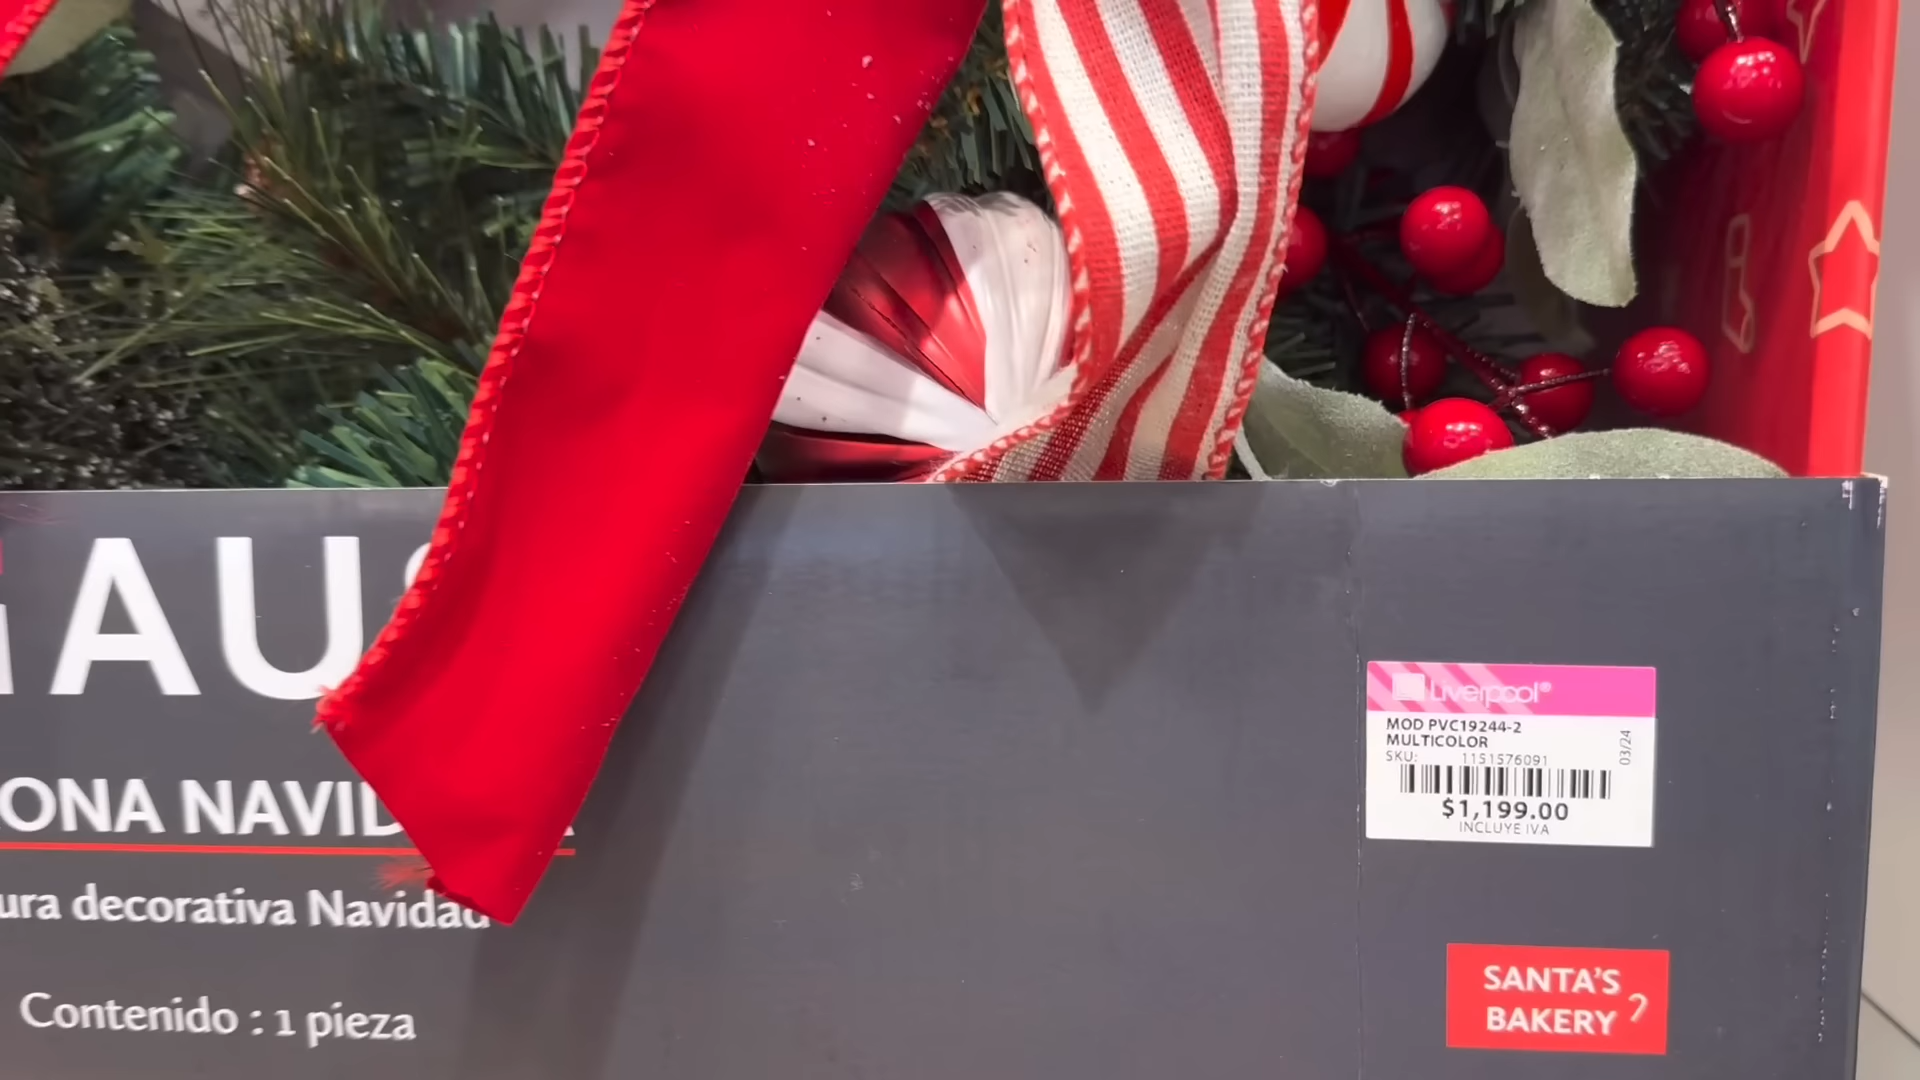 AU
ONA NAVID
ura decorativa Navidad
Contenido : 1 pieza
Liverpool®
MOD PVC19244-2
MULTICOLOR
03/24
SKU: 1151576091
$1,199.00
INCLUYE IVA
SANTA'S
BAKERY